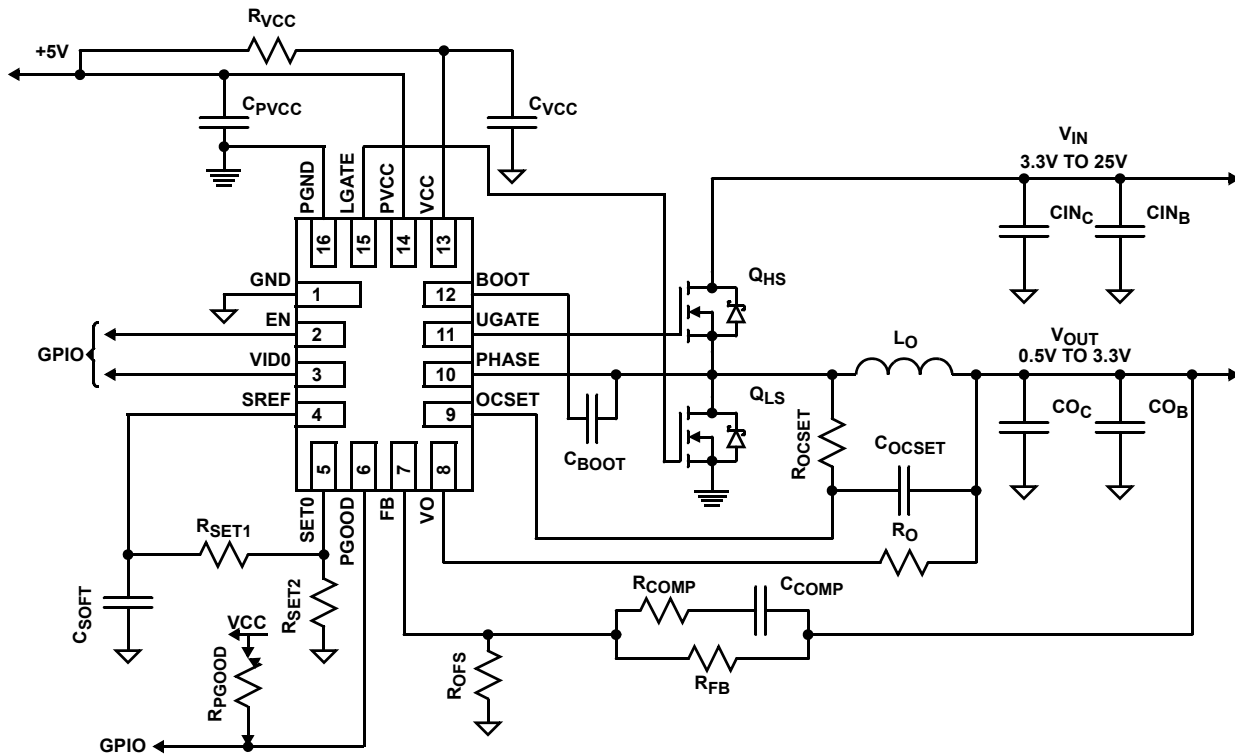 RVCC
+5V
CPVCC
CVCC
VIN
3.3V TO 25V
PGND
LGATE
PVCC
VCC
16
15
14
13
CINC
CINB
GND
1
12
BOOT
QHS
EN
2
11
UGATE
GPIO
VID0
3
10
PHASE
LO
VOUT
0.5V TO 3.3V
SREF
4
9
OCSET
QLS
COC
COB
CBOOT
ROCSET
COCSET
5
6
7
8
SET0
PGOOD
FB
VO
RSET1
RO
CSOFT
RSET2
RCOMP
CCOMP
VCC
RPGOOD
ROFS
RFB
GPIO